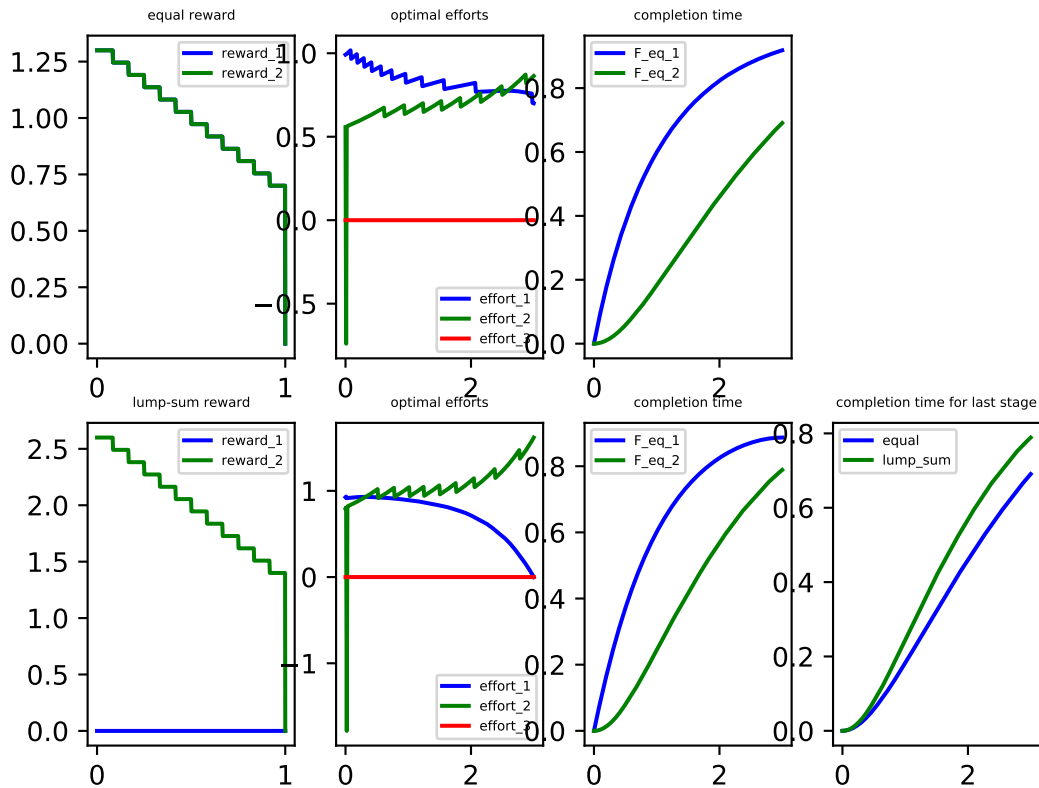 equal reward
optimal efforts
completion time
reward_1
reward_2
1.25
1.00
0.75
0.50
0.25
0.00
0
1
1.0
0.5
0.0
−0.5
effort_1
effort_2
effort_3
0
2
F_eq_1
F_eq_2
0.8
0.6
0.4
0.2
0.0
0
2
lump-sum reward
optimal efforts
completion time
completion time for last stage
reward_1
reward_2
2.5
2.0
1.5
1.0
0.5
0.0
0
1
1
0
−1
effort_1
effort_2
effort_3
0
2
F_eq_1
F_eq_2
0.8
0.6
0.4
0.2
0.0
0
2
equal
lump_sum
0.8
0.6
0.4
0.2
0.0
0
2